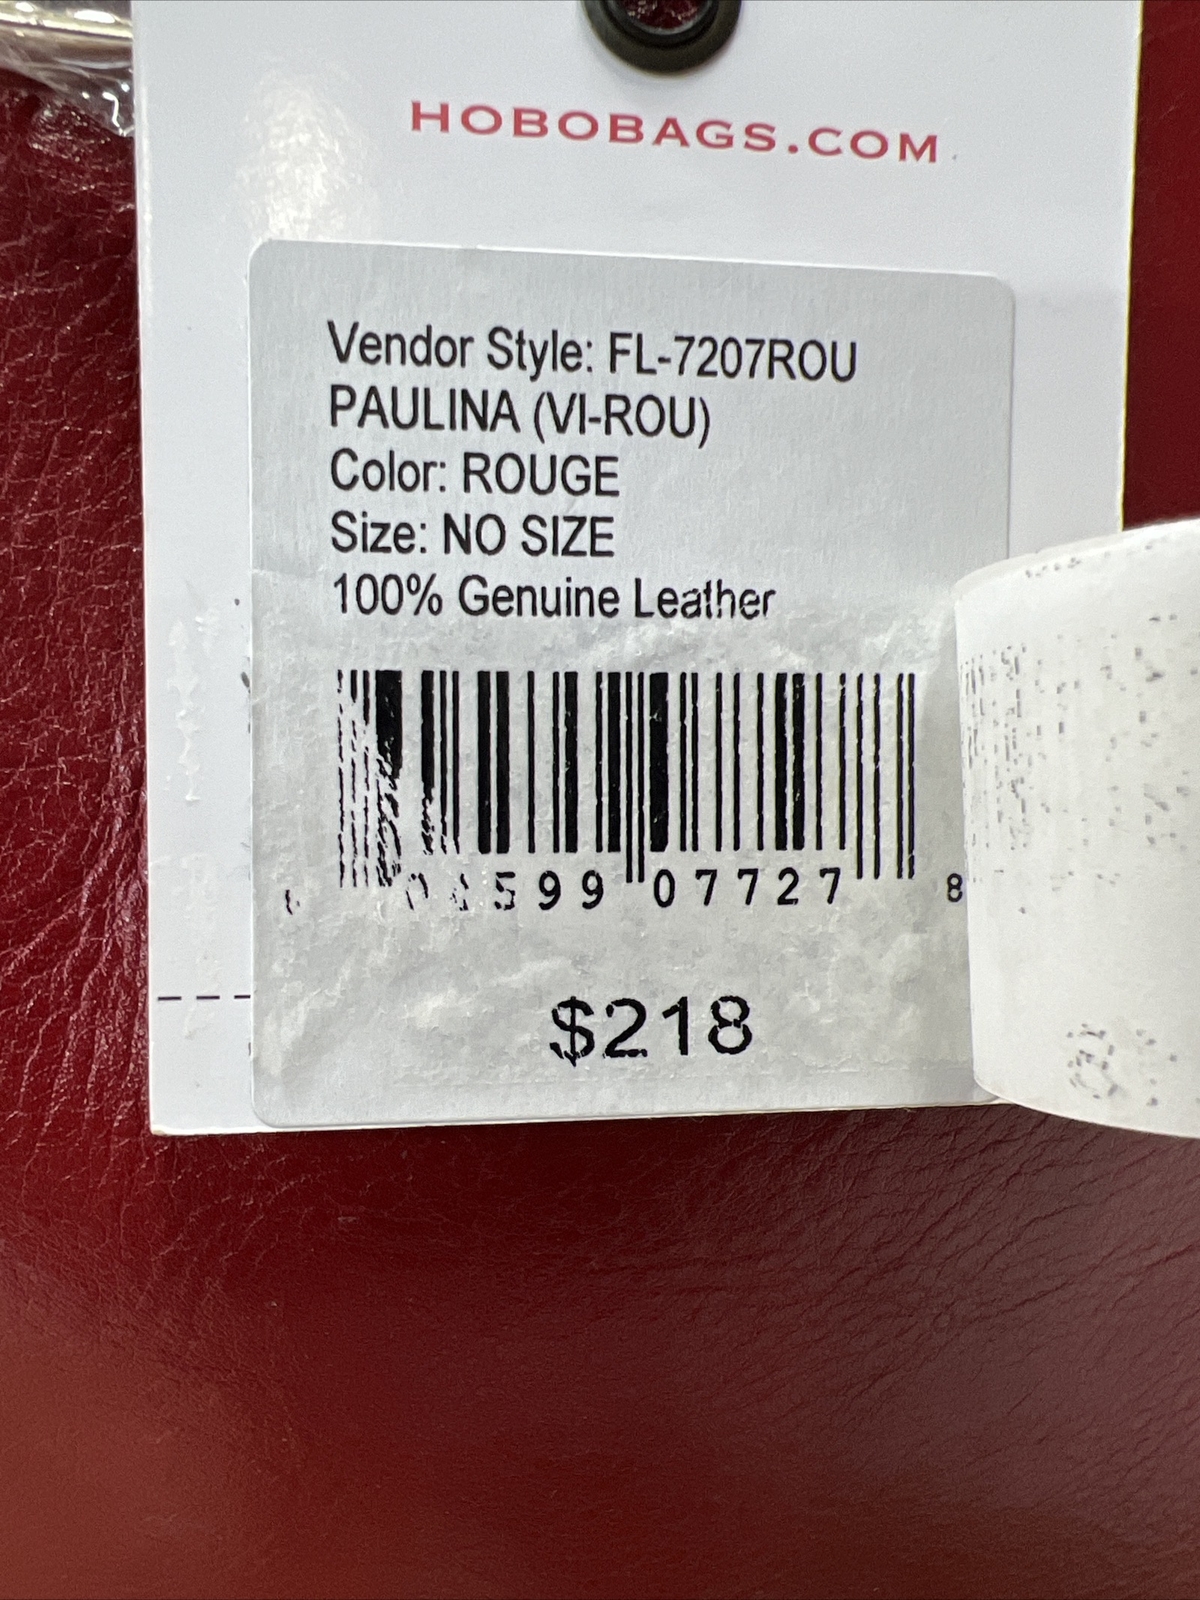 HOBOBAGS.COM
Vendor Style: FL-7207ROU
PAULINA (VI-ROU)
Color: ROUGE
Size: NO SIZE
100% Genuine Leather
599 07727 8
$218